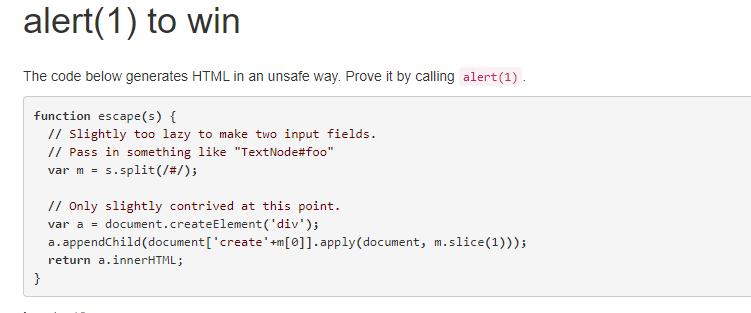 alert(1) to win
The code below generates HTML in an unsafe way. Prove it by calling alert(1) .
function escape(s) {
  // Slightly too lazy to make two input fields.
  // Pass in something like "TextNode#foo"
  var m = s.split(/#/);

  // Only slightly contrived at this point.
  var a = document.createElement('div');
  a.appendChild(document['create'+m[0]].apply(document, m.slice(1)));
  return a.innerHTML;
}